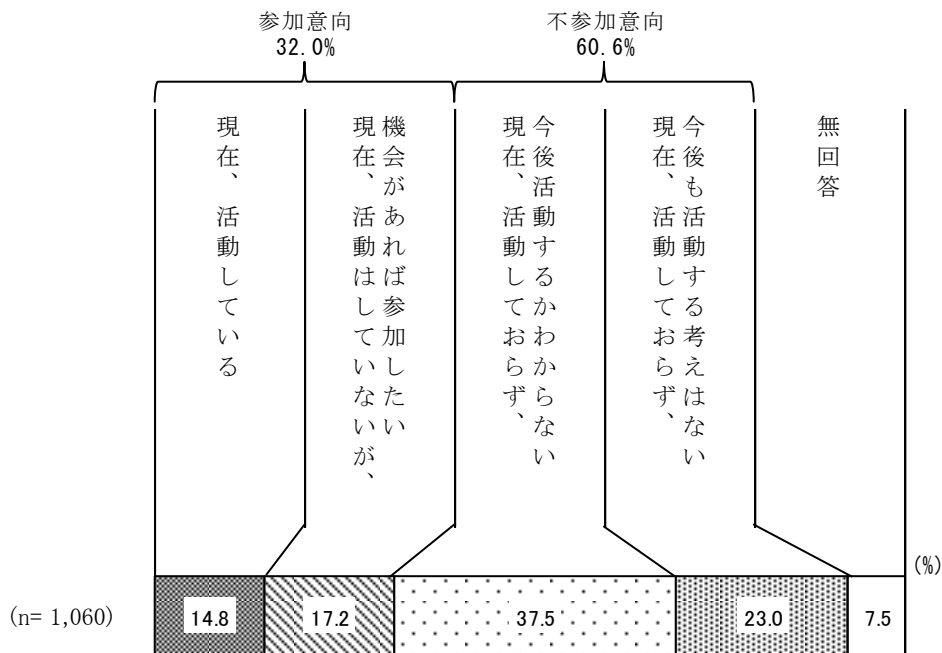 参加意向
32.0%
不参加意向
60.6%
現在、活動している
機会があれば参加したい
現在、活動はしていないが、
今後活動するかわからない
現在、活動しておらず、
今後も活動する考えはない
現在、活動しておらず、
無回答
(%)
(n= 1,060)
14.8
17.2
37.5
23.0
7.5